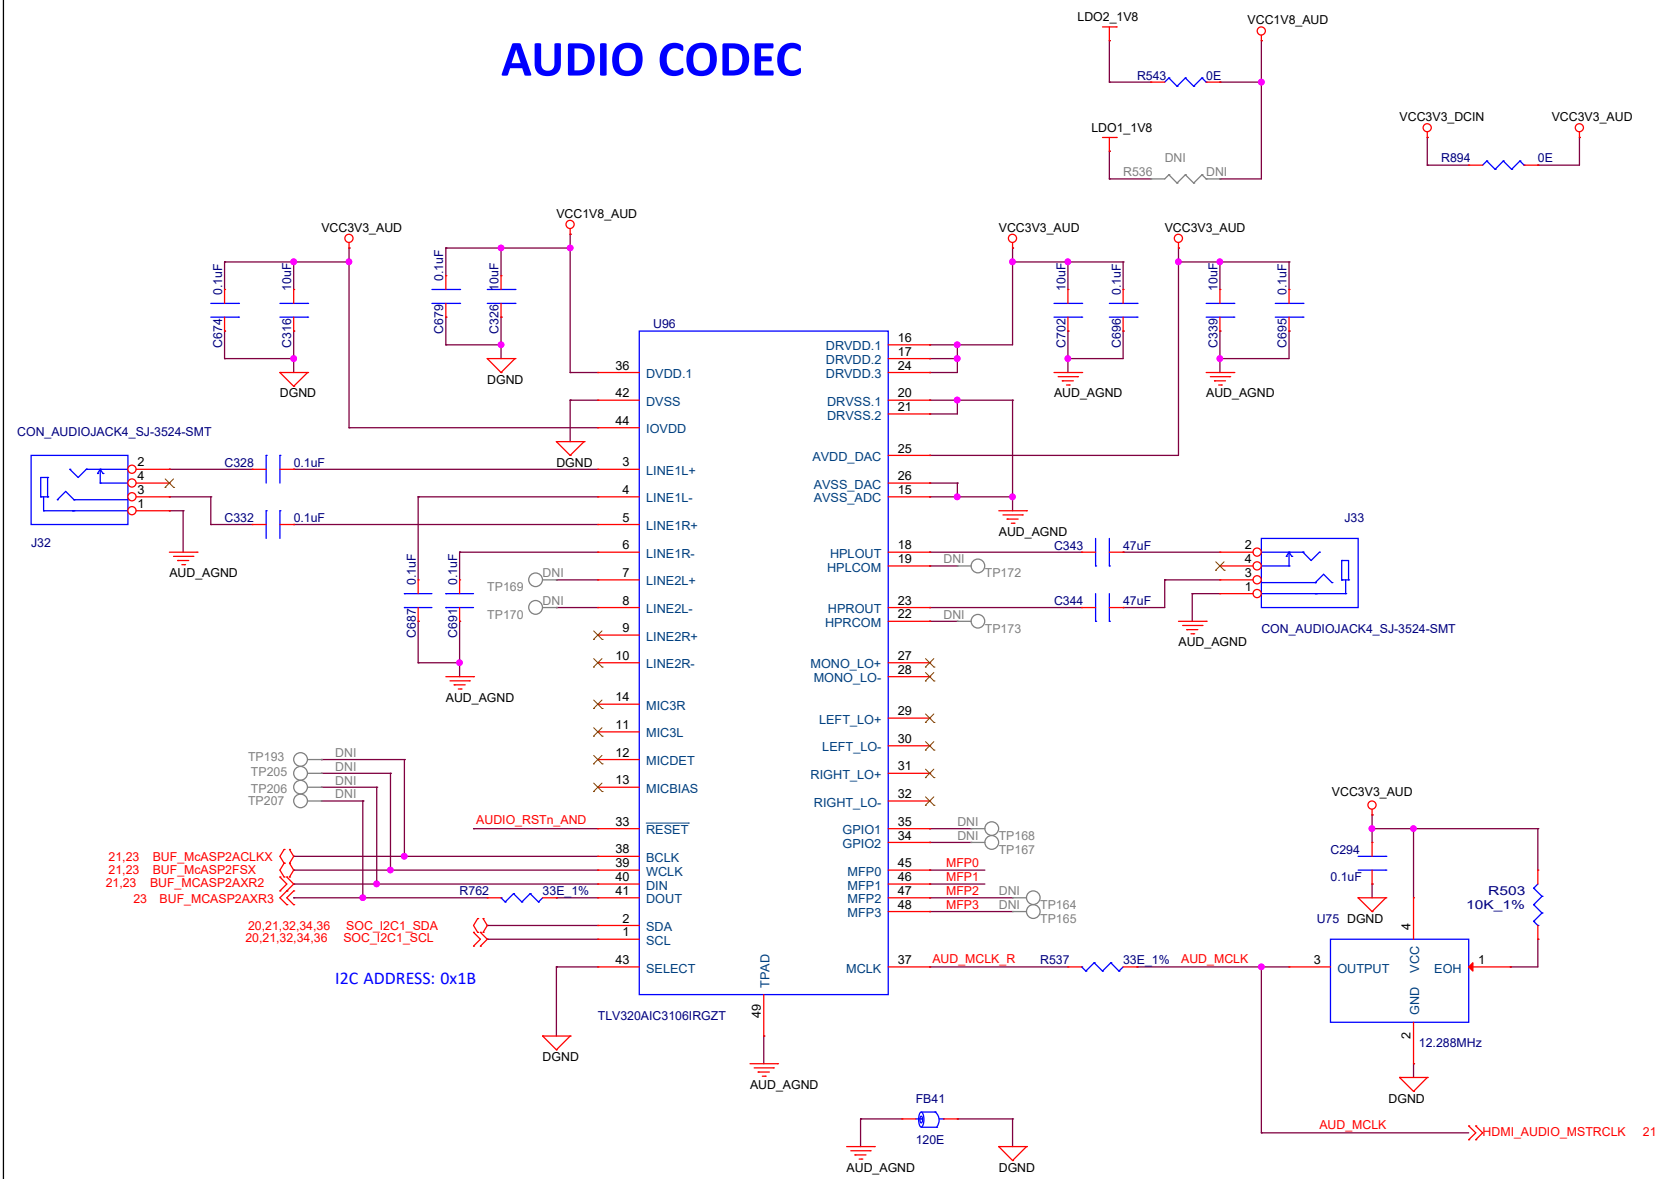 AUDIO CODEC
LDO2_1V8
VCC1V8_AUD
R543
0E
LDO1_1V8
DNI
R536
DNI
VCC3V3_DCIN
VCC3V3_AUD
R894
0E
VCC3V3_AUD
0.1uF
10uF
C674
C316
DGND
VCC1V8_AUD
0.1uF
10uF
C679
C326
DGND
VCC3V3_AUD
10uF
0.1uF
C702
C696
AUD_AGND
VCC3V3_AUD
10uF
0.1uF
C339
C695
AUD_AGND
U96
36 DVDD.1
42 DVSS
44 IOVDD
DGND
3 LINE1L+
4 LINE1L-
5 LINE1R+
6 LINE1R-
7 LINE2L+
8 LINE2L-
9 LINE2R+
10 LINE2R-
14 MIC3R
11 MIC3L
12 MICDET
13 MICBIAS
33 RESET
38 BCLK
39 WCLK
40 DIN
41 DOUT
2 SDA
1 SCL
43 SELECT
TPAD
49
DRVDD.1 16
DRVDD.2 17
DRVDD.3 24
DRVSS.1 20
DRVSS.2 21
AVDD_DAC 25
AVSS_DAC 26
AVSS_ADC 15
AUD_AGND
HPLOUT 18
HPLCOM 19
HPROUT 23
HPRCOM 22
MONO_LO+ 27
MONO_LO- 28
LEFT_LO+ 29
LEFT_LO- 30
RIGHT_LO+ 31
RIGHT_LO- 32
GPIO1 35
GPIO2 34
MFP0 45 MFP0
MFP1 46 MFP1
MFP2 47 MFP2 DNI TP164
MFP3 48 MFP3 DNI TP165
MCLK 37
TLV320AIC3106IRGZT
CON_AUDIOJACK4_SJ-3524-SMT
2
4
3
1
J32
C328 0.1uF
C332 0.1uF
AUD_AGND
0.1uF
0.1uF
C687
C691
AUD_AGND
TP169 DNI
TP170 DNI
TP193 DNI
TP205 DNI
TP206 DNI
TP207 DNI
AUDIO_RSTn_AND
21,23 BUF_McASP2ACLKX
21,23 BUF_McASP2FSX
21,23 BUF_MCASP2AXR2
23 BUF_MCASP2AXR3
R762 33E_1%
20,21,32,34,36 SOC_I2C1_SDA
20,21,32,34,36 SOC_I2C1_SCL
I2C ADDRESS: 0x1B
DGND
AUD_AGND
DNI TP172
DNI TP173
C343 47uF
C344 47uF
J33
2
4
3
1
AUD_AGND
CON_AUDIOJACK4_SJ-3524-SMT
DNI TP168
DNI TP167
AUD_MCLK_R R537 33E_1% AUD_MCLK
VCC3V3_AUD
C294
0.1uF
DGND
R503
10K_1%
U75
4
3 OUTPUT VCC EOH 1
GND
2
12.288MHz
DGND
AUD_MCLK
HDMI_AUDIO_MSTRCLK 21
FB41
120E
AUD_AGND
DGND